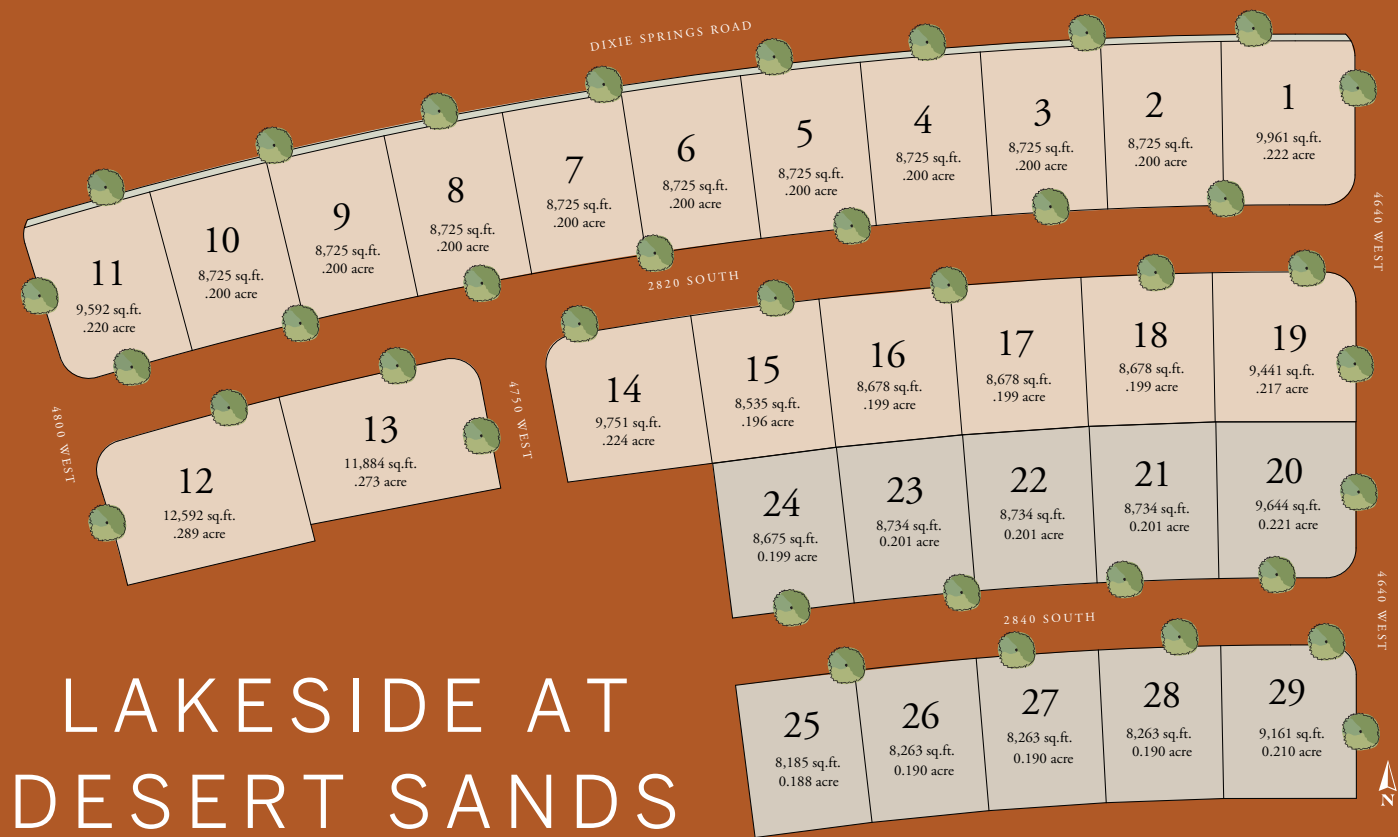 DIXIE SPRINGS ROAD
1
9,961 sq.ft.
.222 acre
2
8,725 sq.ft.
.200 acre
3
8,725 sq.ft.
.200 acre
4
8,725 sq.ft.
.200 acre
5
8,725 sq.ft.
.200 acre
6
8,725 sq.ft.
.200 acre
7
8,725 sq.ft.
.200 acre
8
8,725 sq.ft.
.200 acre
9
8,725 sq.ft.
.200 acre
10
8,725 sq.ft.
.200 acre
11
9,592 sq.ft.
.220 acre
4640 WEST
2820 SOUTH
12
12,592 sq.ft.
.289 acre
13
11,884 sq.ft.
.273 acre
4800 WEST
4750 WEST
14
9,751 sq.ft.
.224 acre
15
8,535 sq.ft.
.196 acre
16
8,678 sq.ft.
.199 acre
17
8,678 sq.ft.
.199 acre
18
8,678 sq.ft.
.199 acre
19
9,441 sq.ft.
.217 acre
24
8,675 sq.ft.
0.199 acre
23
8,734 sq.ft.
0.201 acre
22
8,734 sq.ft.
0.201 acre
21
8,734 sq.ft.
0.201 acre
20
9,644 sq.ft.
0.221 acre
4640 WEST
2840 SOUTH
25
8,185 sq.ft.
0.188 acre
26
8,263 sq.ft.
0.190 acre
27
8,263 sq.ft.
0.190 acre
28
8,263 sq.ft.
0.190 acre
29
9,161 sq.ft.
0.210 acre
N
LAKESIDE AT
DESERT SANDS